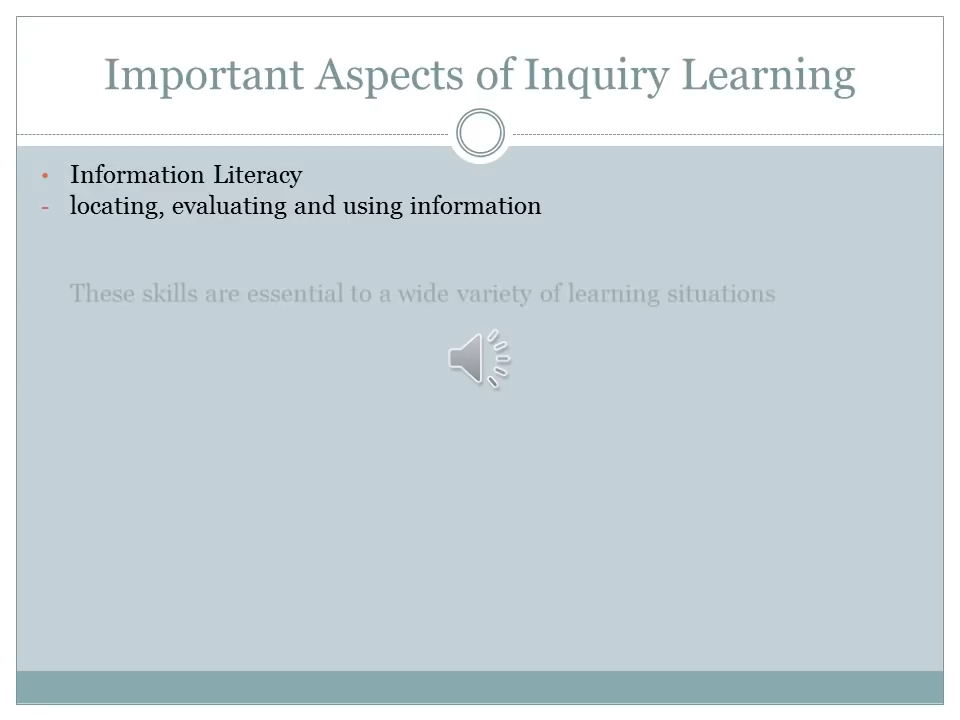 Important Aspects of Inquiry Learning
• Information Literacy
- locating, evaluating and using information
These skills are essential to a wide variety of learning situations